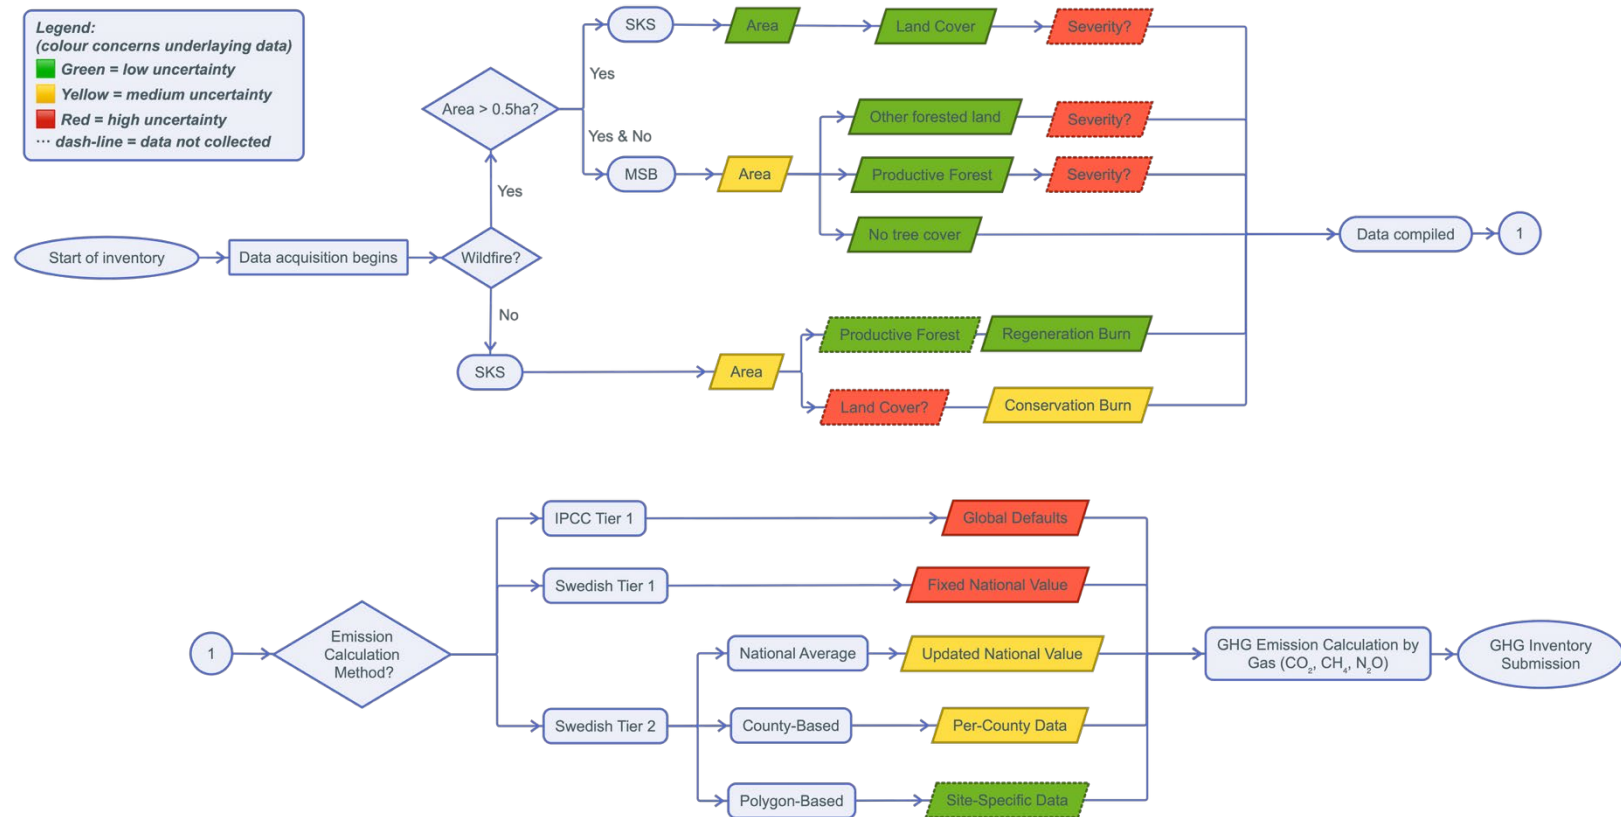 Legend:
(colour concerns underlaying data)
Green = low uncertainty
Yellow = medium uncertainty
Red = high uncertainty
··· dash-line = data not collected
SKS
Area
Land Cover
Severity?
Yes
Area > 0.5ha?
Yes & No
Other forested land
Severity?
MSB
Area
Productive Forest
Severity?
Yes
No tree cover
Data compiled
1
Start of inventory
Data acquisition begins
Wildfire?
No
Productive Forest
Regeneration Burn
SKS
Area
Land Cover?
Conservation Burn
IPCC Tier 1
Global Defaults
Swedish Tier 1
Fixed National Value
1
Emission
Calculation
Method?
National Average
Updated National Value
GHG Emission Calculation by
Gas (CO₂, CH₄, N₂O)
GHG Inventory
Submission
Swedish Tier 2
County-Based
Per-County Data
Polygon-Based
Site-Specific Data